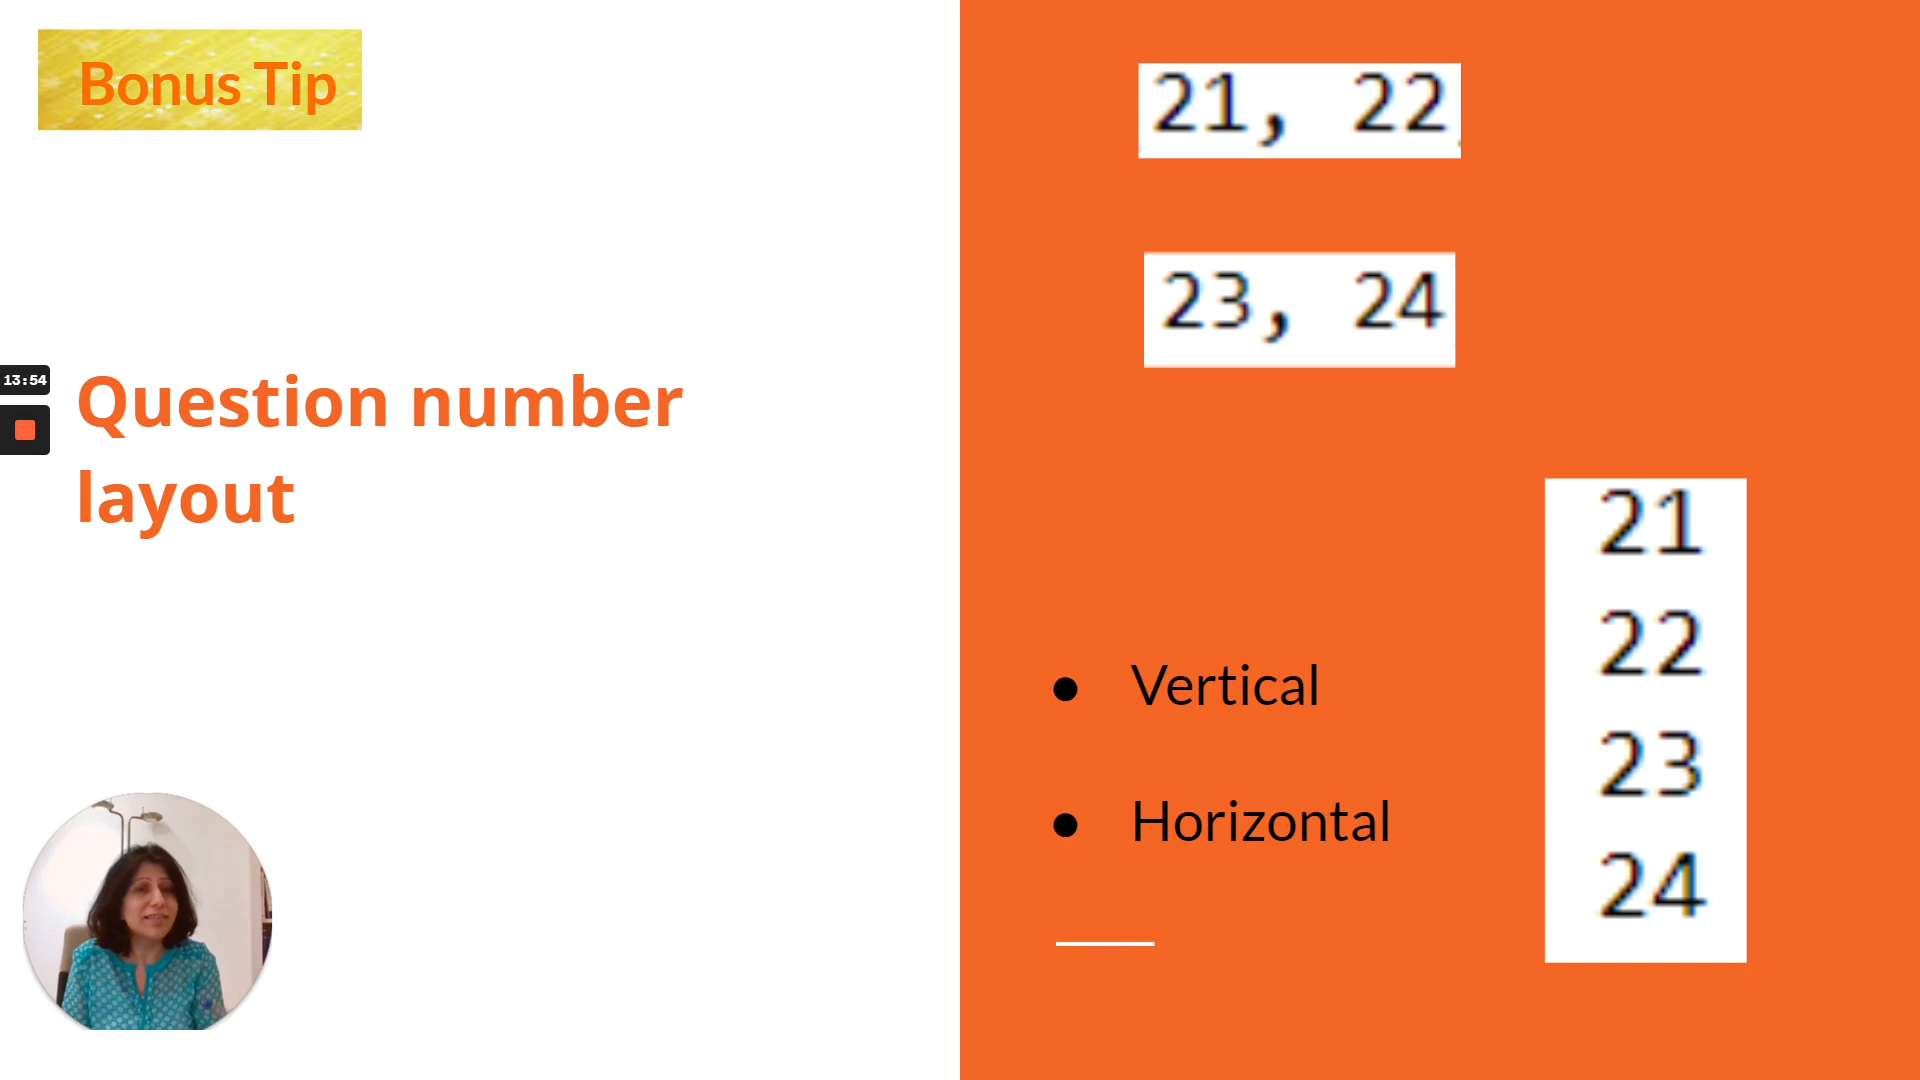 Bonus Tip
13:54
Question number
layout
21, 22
23, 24
• Vertical
• Horizontal
21
22
23
24